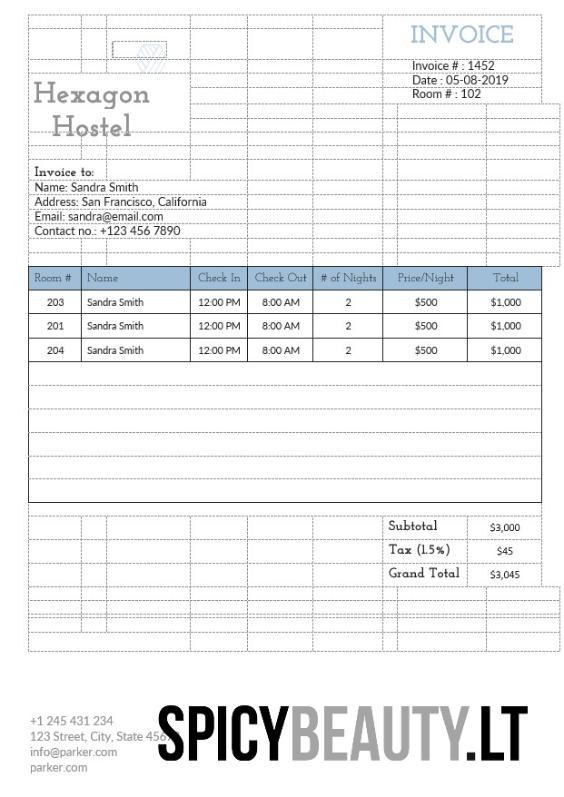 INVOICE
Invoice # : 1452
Date : 05-08-2019
Room # : 102
Hexagon
Hostel
Invoice to:
Name: Sandra Smith
Address: San Francisco, California
Email: sandra@email.com
Contact no.: +123 456 7890
Room # Name Check In Check Out # of Nights Price/Night Total
203 Sandra Smith 12:00 PM 8:00 AM 2 $500 $1,000
201 Sandra Smith 12:00 PM 8:00 AM 2 $500 $1,000
204 Sandra Smith 12:00 PM 8:00 AM 2 $500 $1,000
Subtotal $3,000
Tax (1.5%) $45
Grand Total $3,045
+1 245 431 234
123 Street, City, State
info@parker.com
parker.com
SPICYBEAUTY.LT